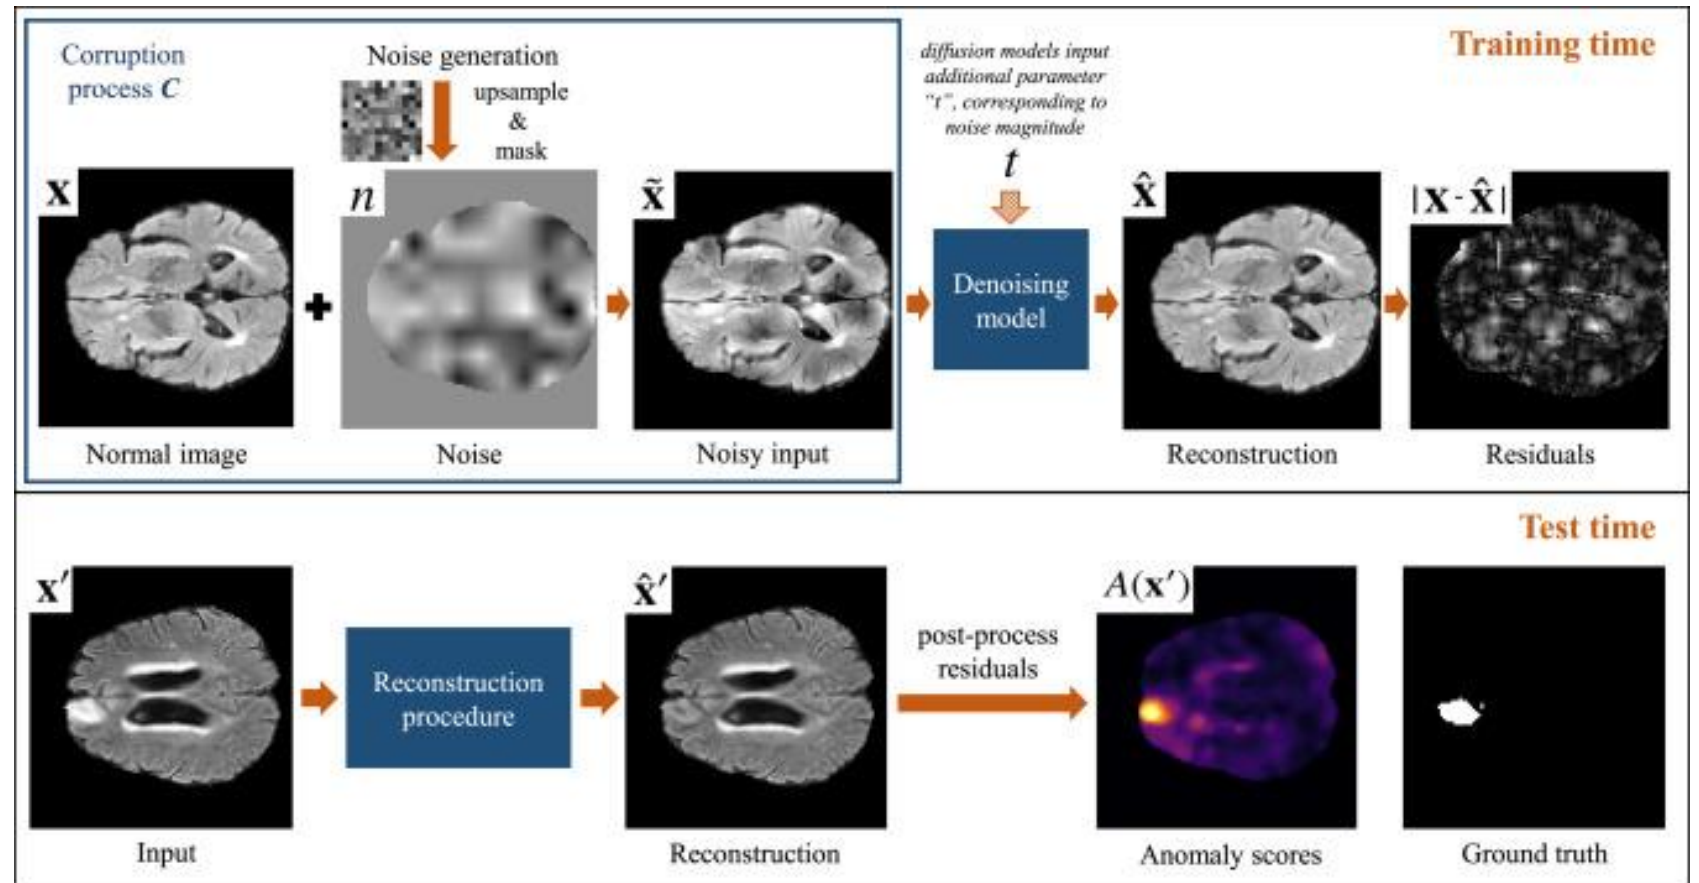 Training time
Corruption
process C
Noise generation
upsample
&
mask
diffusion models input
additional parameter
“t”, corresponding to
noise magnitude
t
x
n
x̃
x̂
|x-x̂|
Denoising
model
Normal image
Noise
Noisy input
Reconstruction
Residuals
Test time
x′
x̂′
A(x′)
post-process
residuals
Reconstruction
procedure
Input
Reconstruction
Anomaly scores
Ground truth